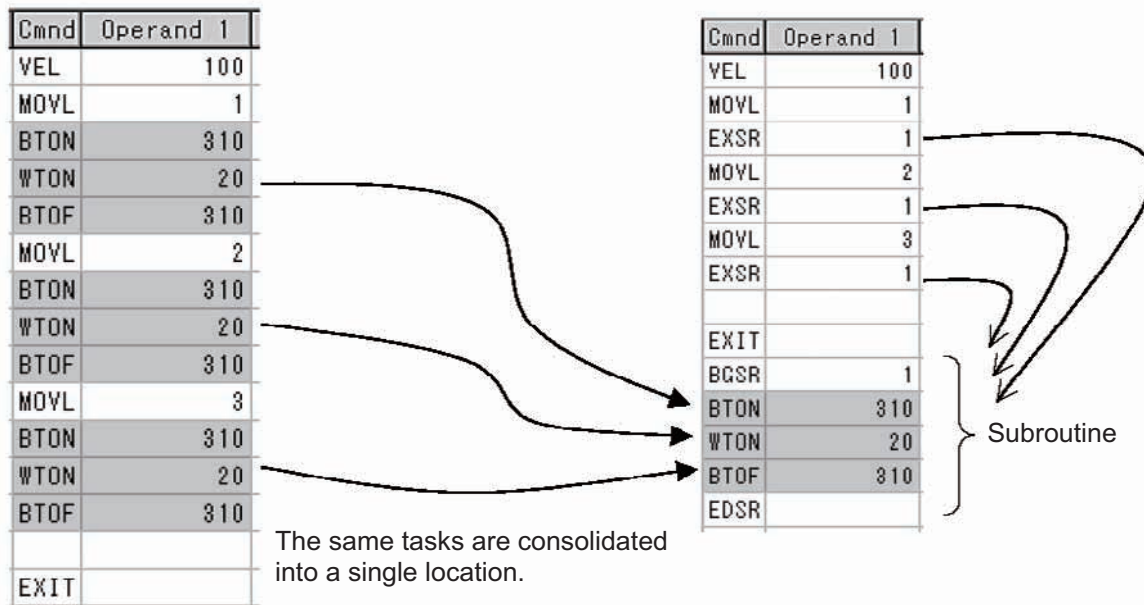 Cmnd Operand 1
VEL 100
MOVL 1
BTON 310
WTON 20
BTOF 310
MOVL 2
BTON 310
WTON 20
BTOF 310
MOVL 3
BTON 310
WTON 20
BTOF 310
EXIT
The same tasks are consolidated
into a single location.
Cmnd Operand 1
VEL 100
MOVL 1
EXSR 1
MOVL 2
EXSR 1
MOVL 3
EXSR 1
EXIT
BGSR 1
BTON 310
WTON 20
BTOF 310
EDSR
Subroutine